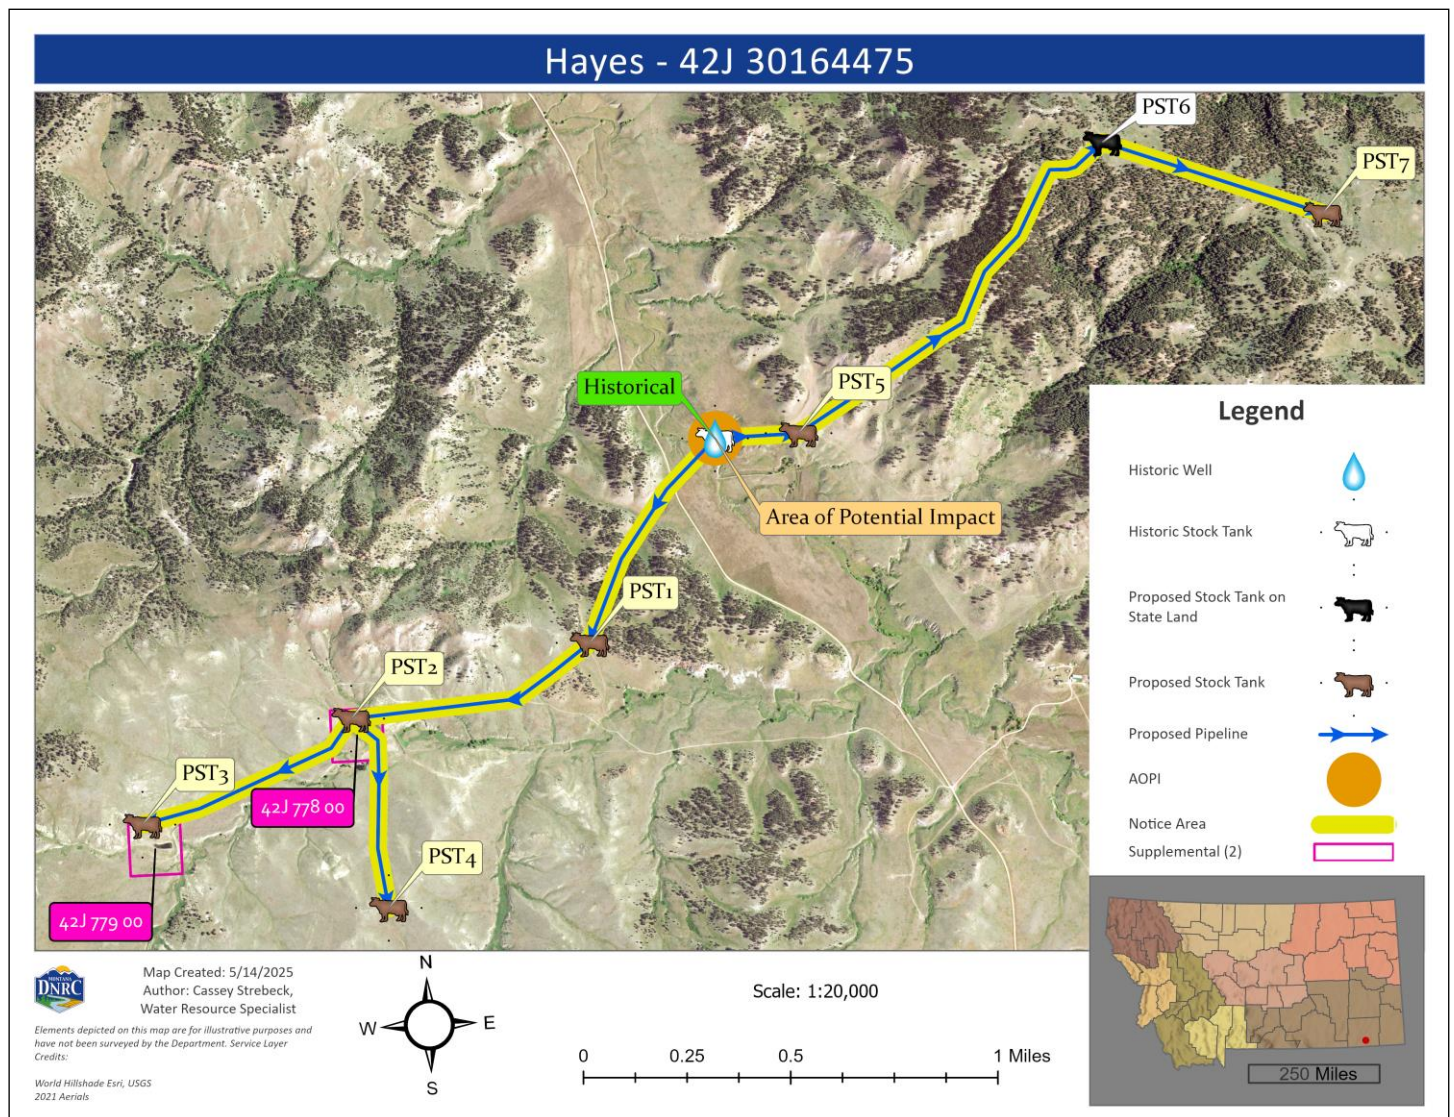 Hayes - 42J 30164475
PST6
PST7
Historical
PST5
Area of Potential Impact
PST1
PST2
PST3
42J 778 00
PST4
42J 779 00
Legend
Historic Well
Historic Stock Tank
Proposed Stock Tank on
State Land
Proposed Stock Tank
Proposed Pipeline
AOPI
Notice Area
Supplemental (2)
250 Miles
MONTANA
DNRC
Map Created: 5/14/2025
Author: Cassey Strebeck,
Water Resource Specialist
Elements depicted on this map are for illustrative purposes and
have not been surveyed by the Department. Service Layer
Credits:
World Hillshade Esri, USGS
2021 Aerials
N
W
E
S
Scale: 1:20,000
0 0.25 0.5 1 Miles